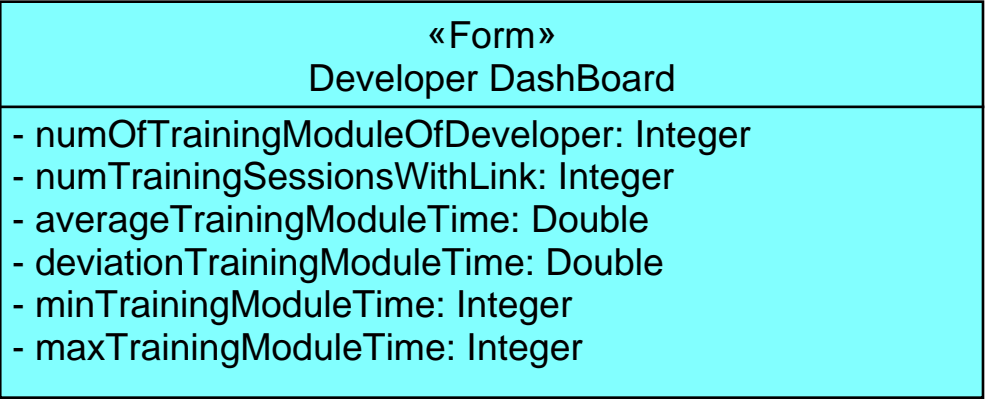 «Form»
Developer DashBoard
- numOfTrainingModuleOfDeveloper: Integer
- numTrainingSessionsWithLink: Integer
- averageTrainingModuleTime: Double
- deviationTrainingModuleTime: Double
- minTrainingModuleTime: Integer
- maxTrainingModuleTime: Integer